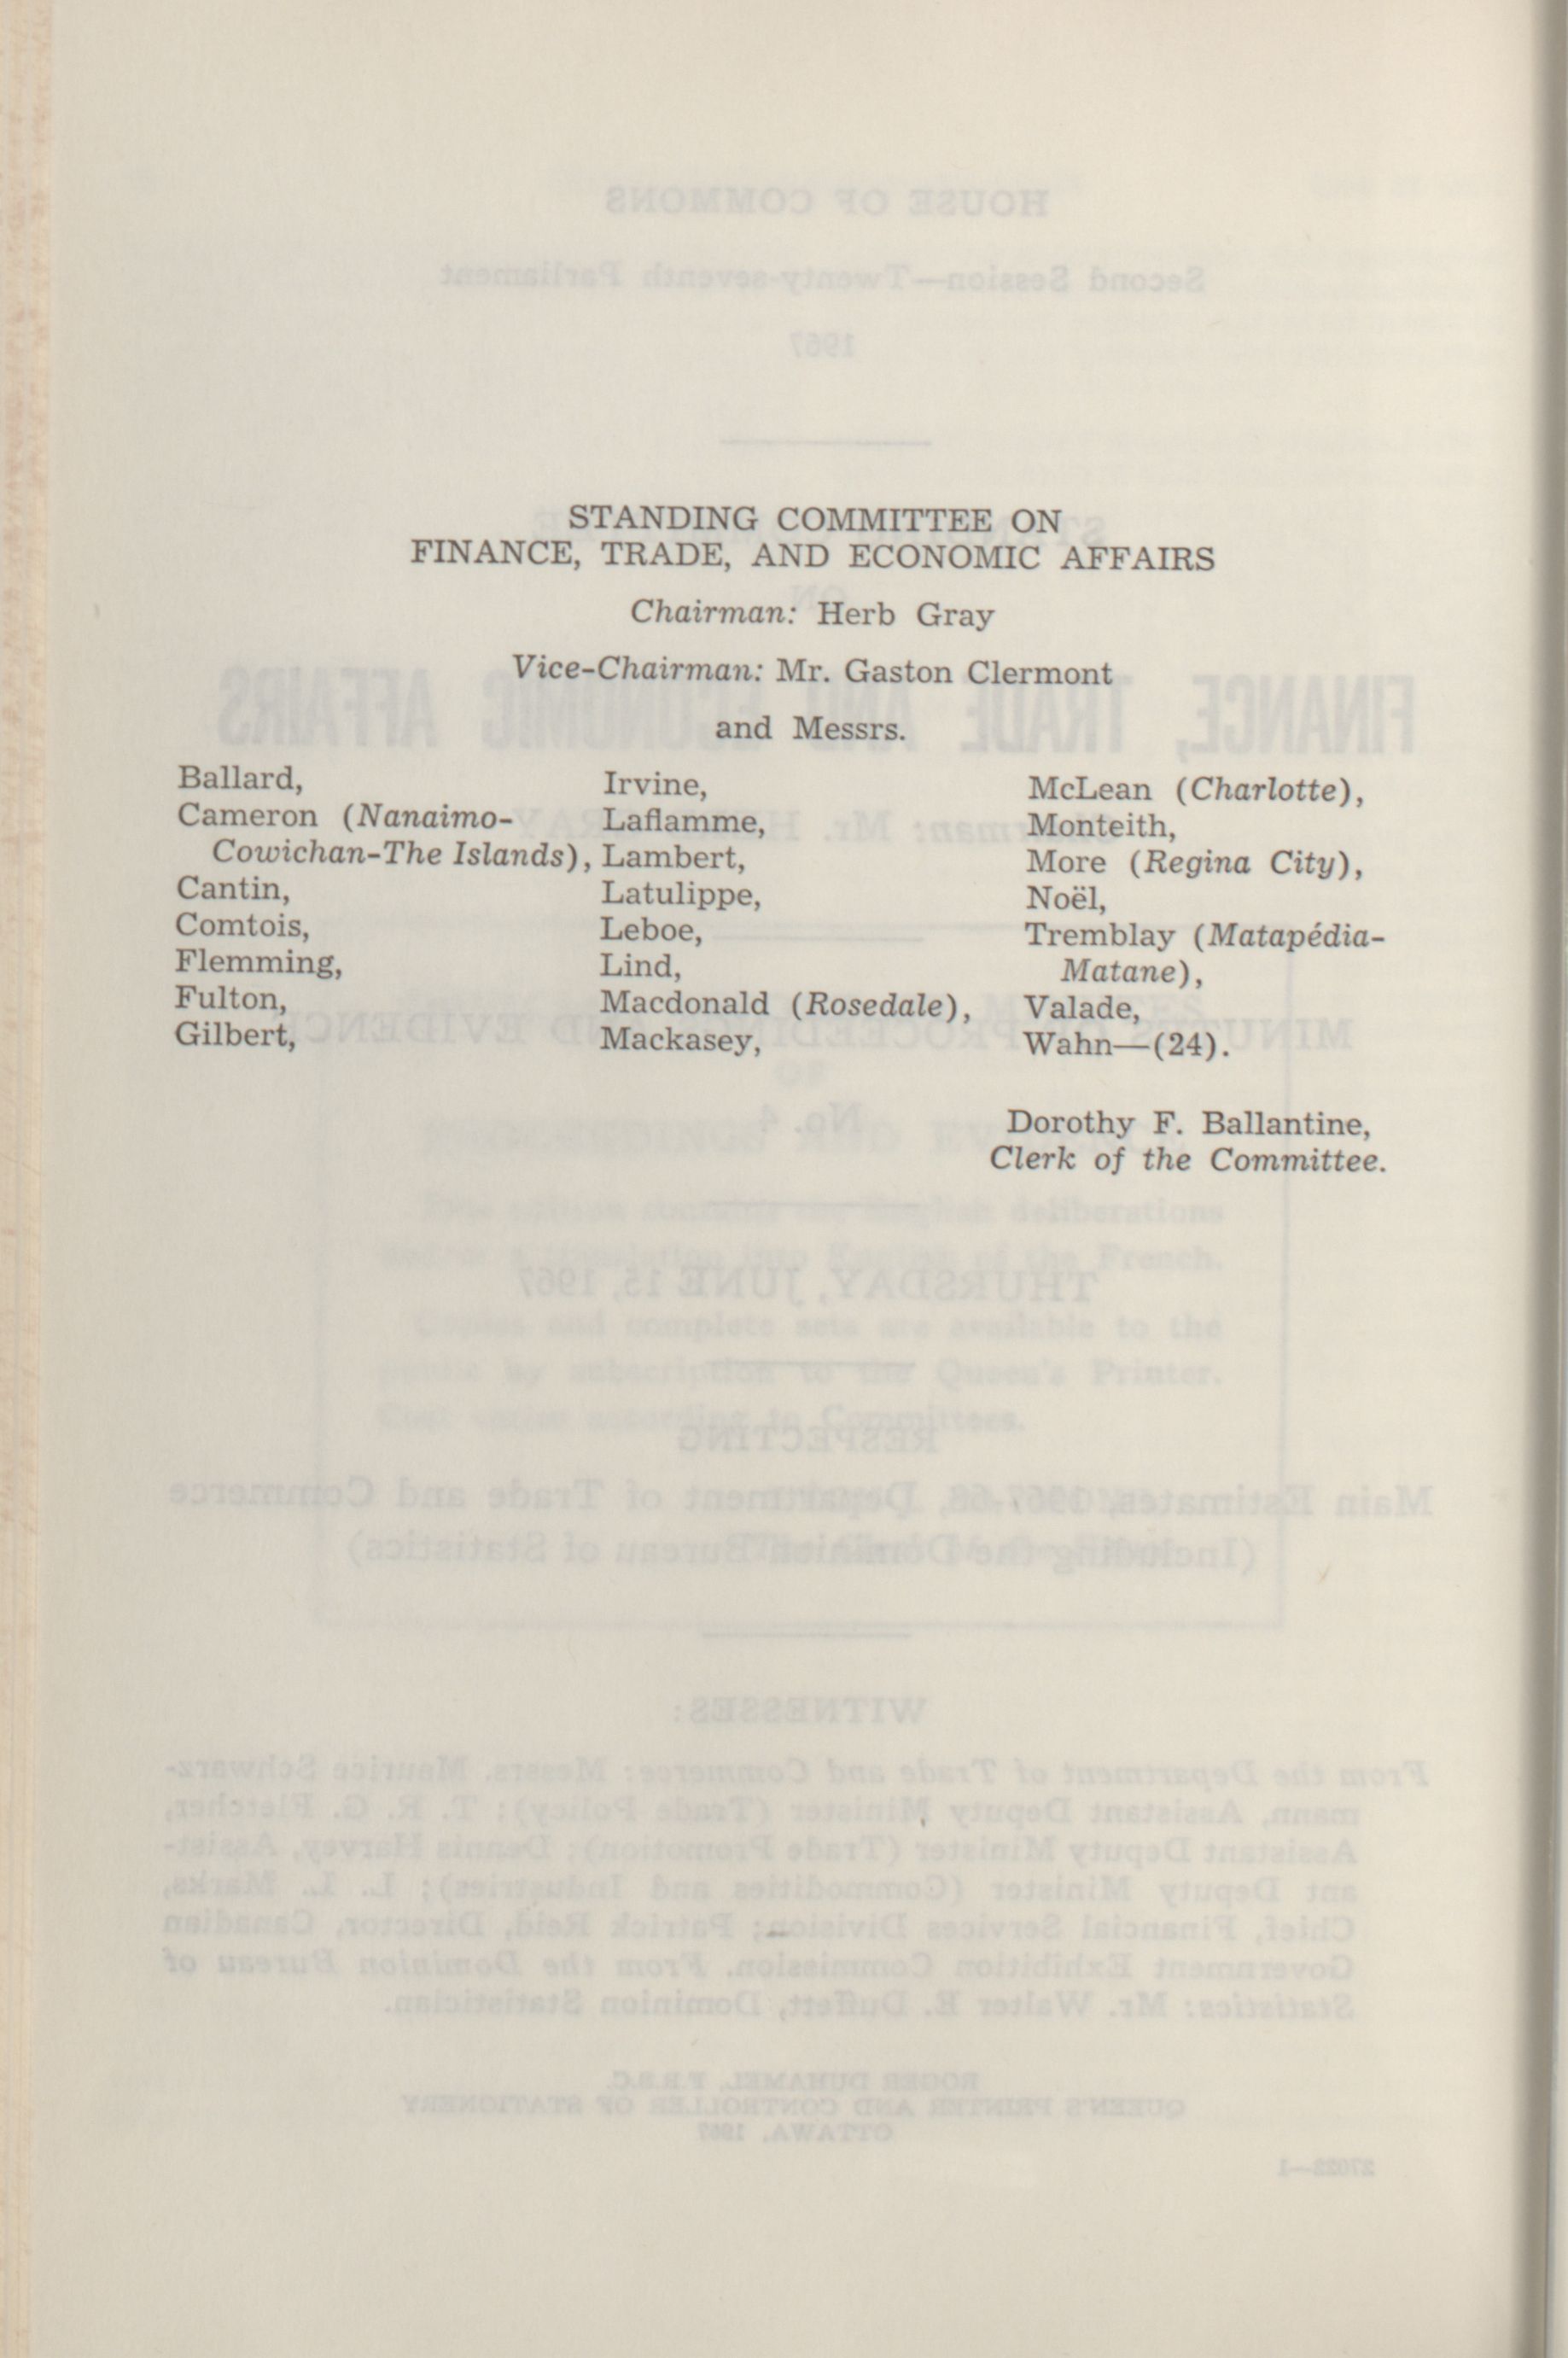 STANDING COMMITTEE ON
FINANCE, TRADE, AND ECONOMIC AFFAIRS
Chairman: Herb Gray
Vice-Chairman: Mr. Gaston Clermont
and Messrs.
Ballard,
Cameron (Nanaimo-
Cowichan-The Islands),
Cantin,
Comtois,
Flemming,
Fulton,
Gilbert,
Irvine,
Laflamme,
Lambert,
Latulippe,
Leboe,
Lind,
Macdonald (Rosedale),
Mackasey,
McLean (Charlotte),
Monteith,
More (Regina City),
Noël,
Tremblay (Matapédia-
Matane),
Valade,
Wahn—(24).
Dorothy F. Ballantine,
Clerk of the Committee.